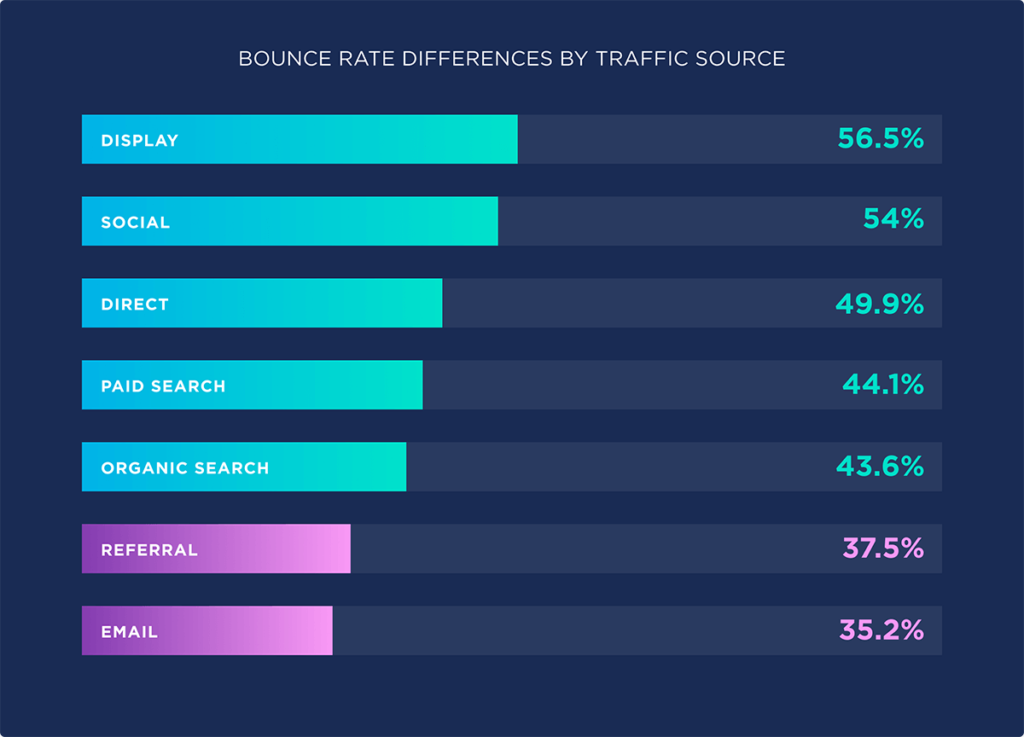 BOUNCE RATE DIFFERENCES BY TRAFFIC SOURCE
DISPLAY 56.5%
SOCIAL 54%
DIRECT 49.9%
PAID SEARCH 44.1%
ORGANIC SEARCH 43.6%
REFERRAL 37.5%
EMAIL 35.2%